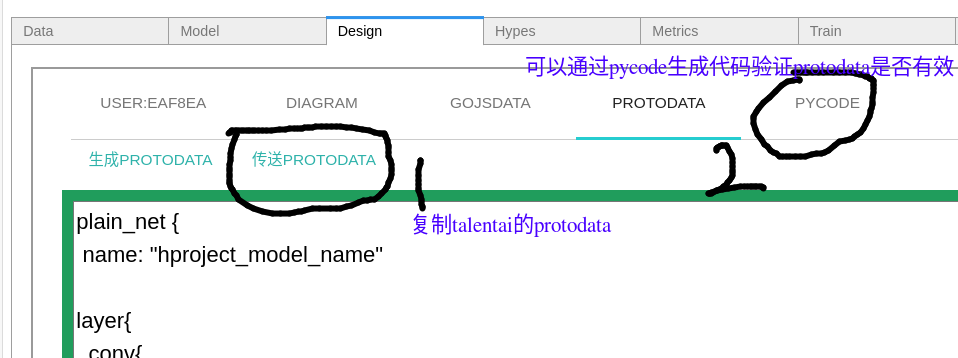 Data Model Design Hypes Metrics Train
可以通过pycode生成代码验证protodata是否有效
USER:EAF8EA DIAGRAM GOJSDATA PROTODATA PYCODE
生成PROTODATA 传送PROTODATA 1 2
复制talentai的protodata
plain_net {
name: "hproject_model_name"
layer{
conv{